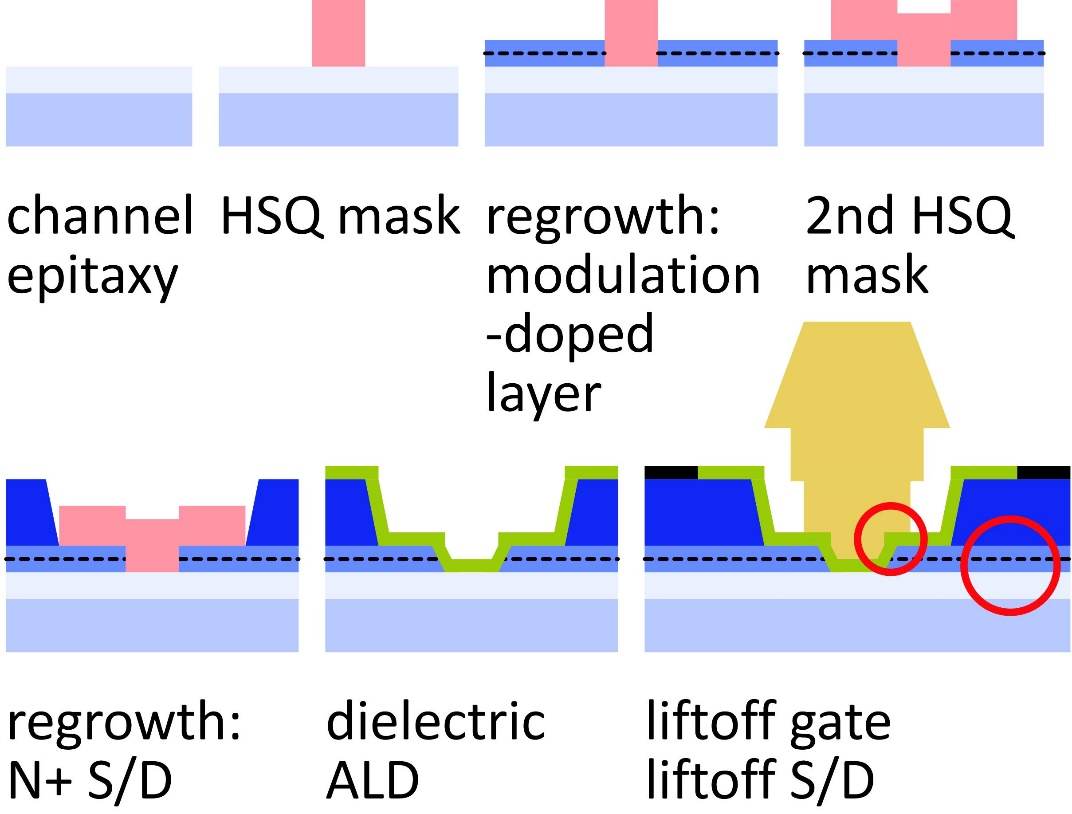 channel
epitaxy
HSQ mask
regrowth:
modulation
-doped
layer
2nd HSQ
mask
regrowth:
N+ S/D
dielectric
ALD
liftoff gate
liftoff S/D